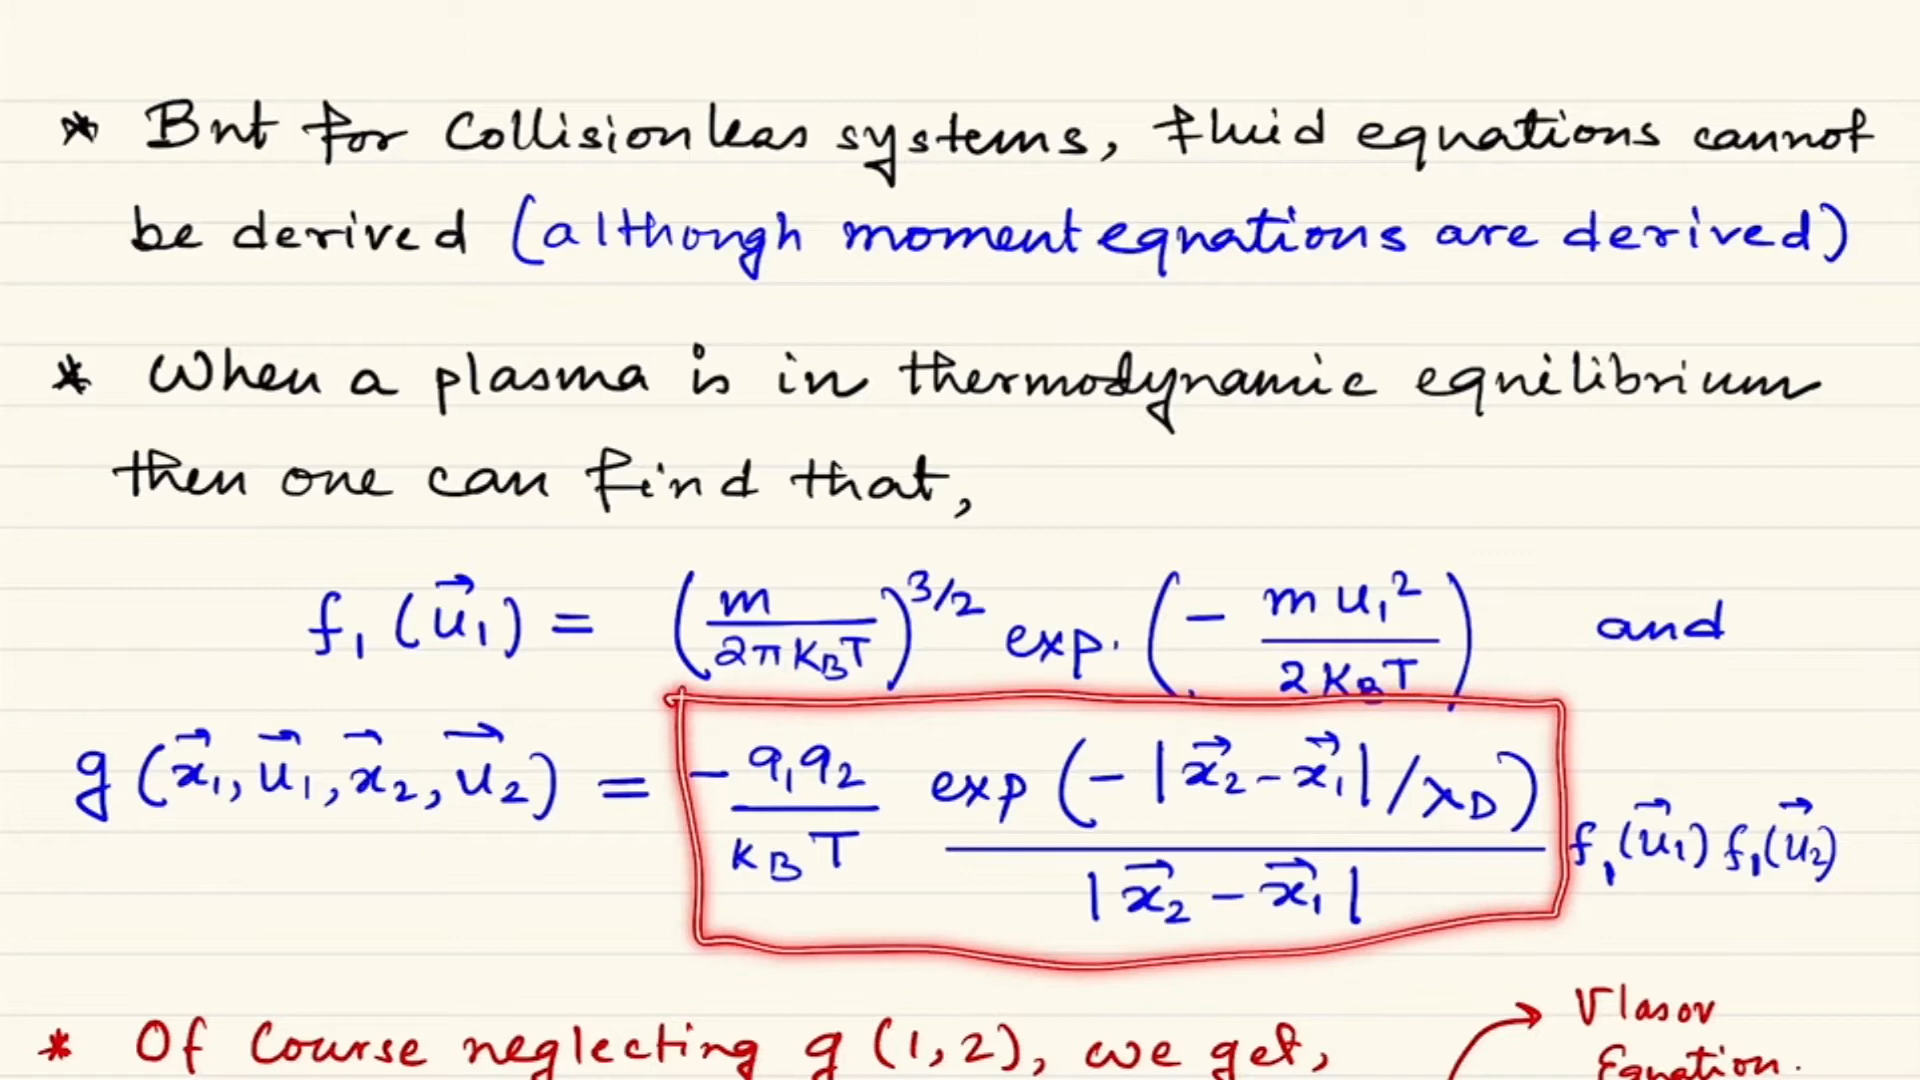 * But for Collisionless systems, fluid equations cannot
be derived (although moment equations are derived)
* When a plasma is in thermodynamic equilibrium
then one can find that,
f₁(u⃗₁) = (m/2πK_BT)^3/2 exp. (- m u₁²/2K_BT) and
g(x⃗₁, u⃗₁, x⃗₂, u⃗₂) = - q₁q₂/K_BT exp(-|x⃗₂-x⃗₁|/λ_D)/|x⃗₂-x⃗₁| f₁(u⃗₁) f₁(u⃗₂)
* Of Course neglecting g(1,2), we get,
Vlasov
Equation.